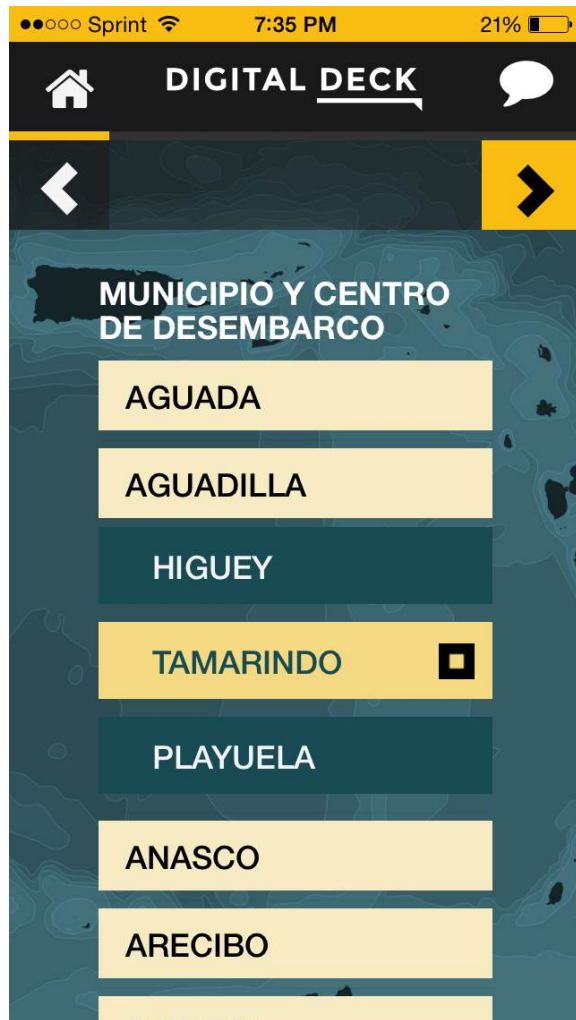 Sprint 7:35 PM 21%
DIGITAL DECK
MUNICIPIO Y CENTRO
DE DESEMBARCO
AGUADA
AGUADILLA
HIGUEY
TAMARINDO
PLAYUELA
ANASCO
ARECIBO